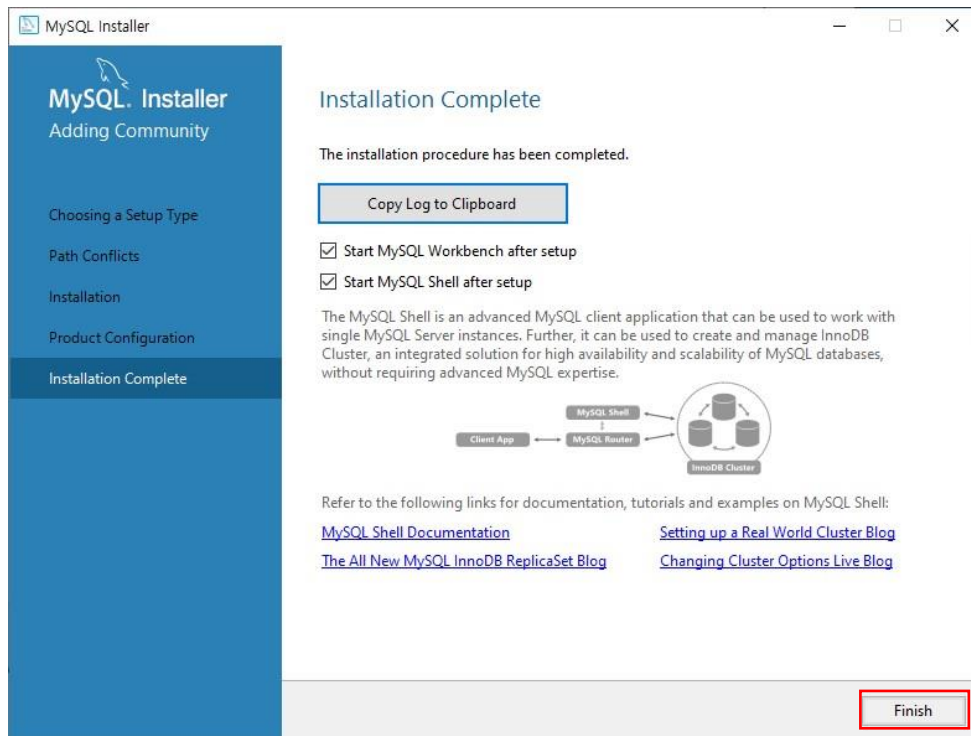 MySQL Installer
MySQL. Installer
Adding Community
Choosing a Setup Type
Path Conflicts
Installation
Product Configuration
Installation Complete
Installation Complete
The installation procedure has been completed.
Copy Log to Clipboard
Start MySQL Workbench after setup
Start MySQL Shell after setup
The MySQL Shell is an advanced MySQL client application that can be used to work with
single MySQL Server instances. Further, it can be used to create and manage InnoDB
Cluster, an integrated solution for high availability and scalability of MySQL databases,
without requiring advanced MySQL expertise.
MySQL Shell
Client App
MySQL Router
InnoDB Cluster
Refer to the following links for documentation, tutorials and examples on MySQL Shell:
MySQL Shell Documentation
Setting up a Real World Cluster Blog
The All New MySQL InnoDB ReplicaSet Blog
Changing Cluster Options Live Blog
Finish